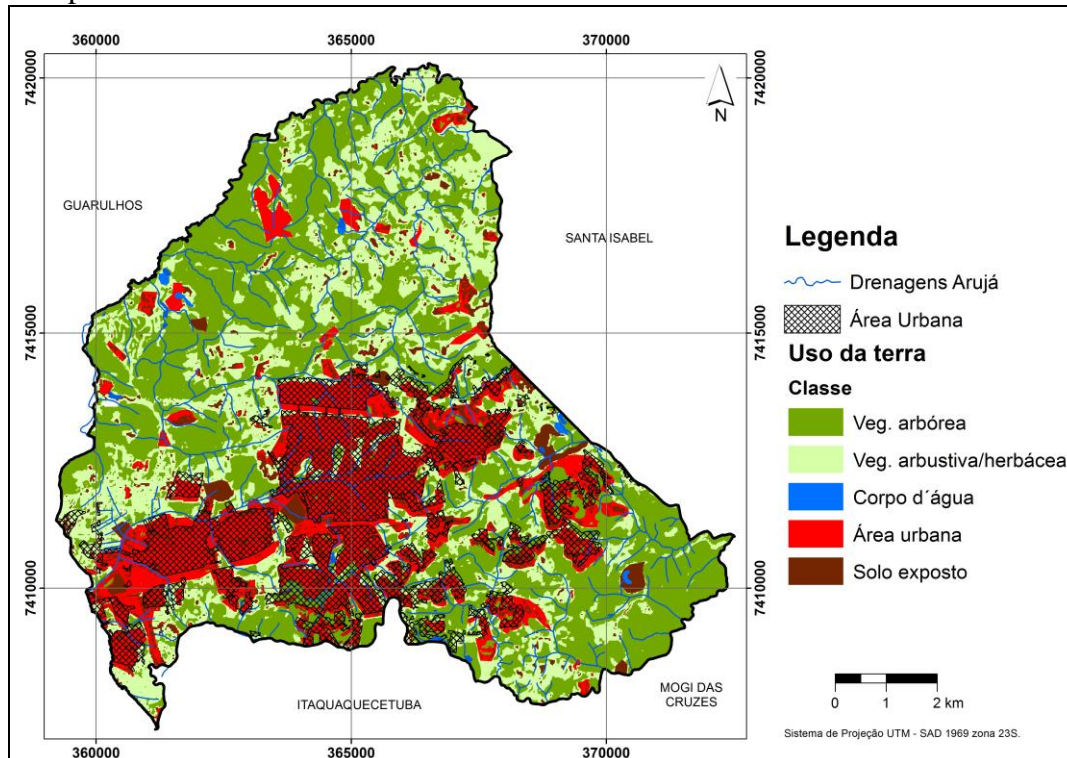 360000
365000
370000
7420000
7420000
N
GUARULHOS
SANTA ISABEL
7415000
7415000
7410000
7410000
ITAQUAQUECETUBA
MOGI DAS
CRUZES
360000
365000
370000
Legenda
Drenagens Arujá
Área Urbana
Uso da terra
Classe
Veg. arbórea
Veg. arbustiva/herbácea
Corpo d´água
Área urbana
Solo exposto
0 1 2 km
Sistema de Projeção UTM - SAD 1969 zona 23S.